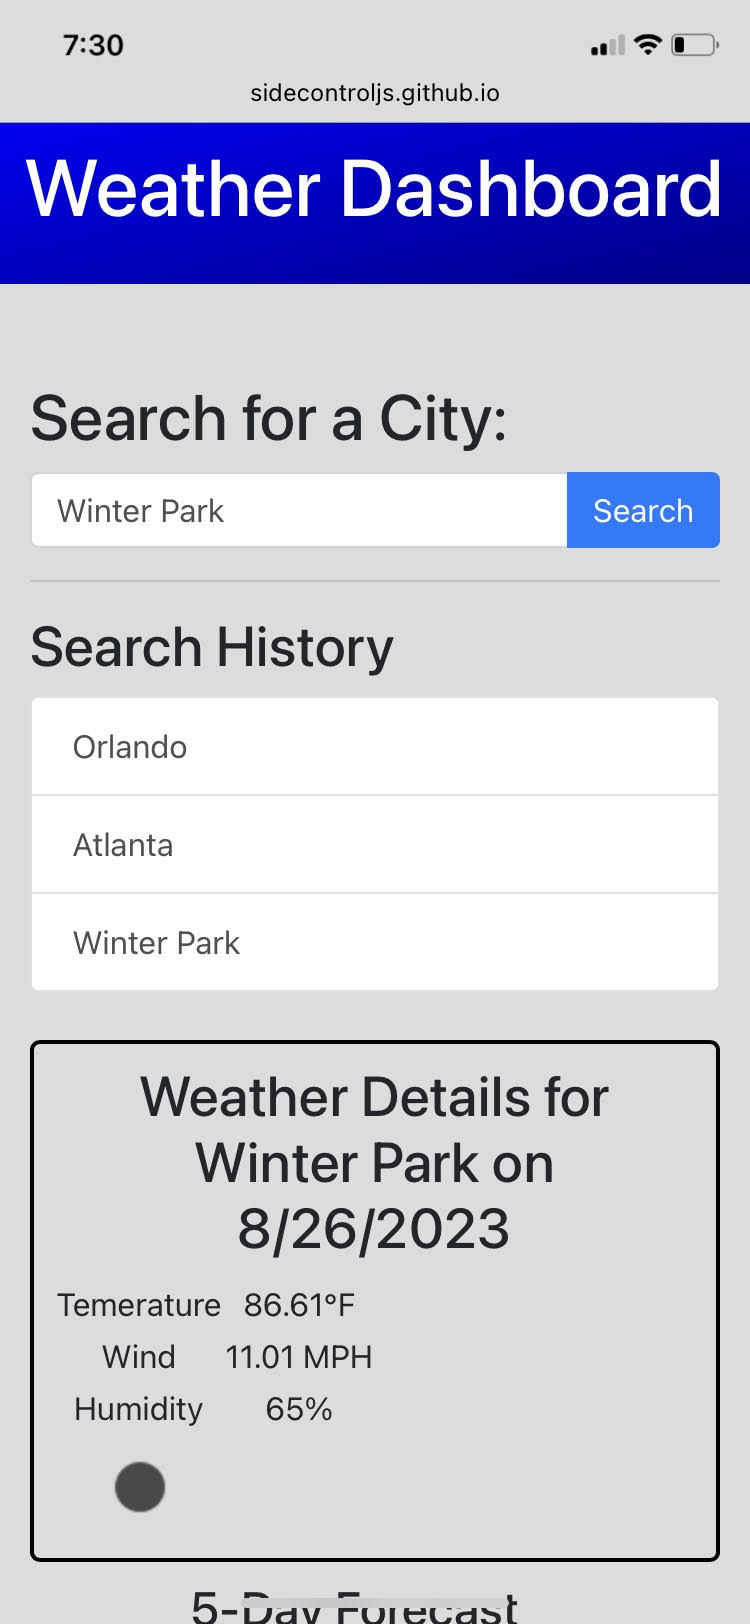 7:30
sidecontroljs.github.io
Weather Dashboard
Search for a City:
Winter Park
Search
Search History
Orlando
Atlanta
Winter Park
Weather Details for
Winter Park on
8/26/2023
Temerature 86.61°F
Wind 11.01 MPH
Humidity 65%
5-Day Forecast